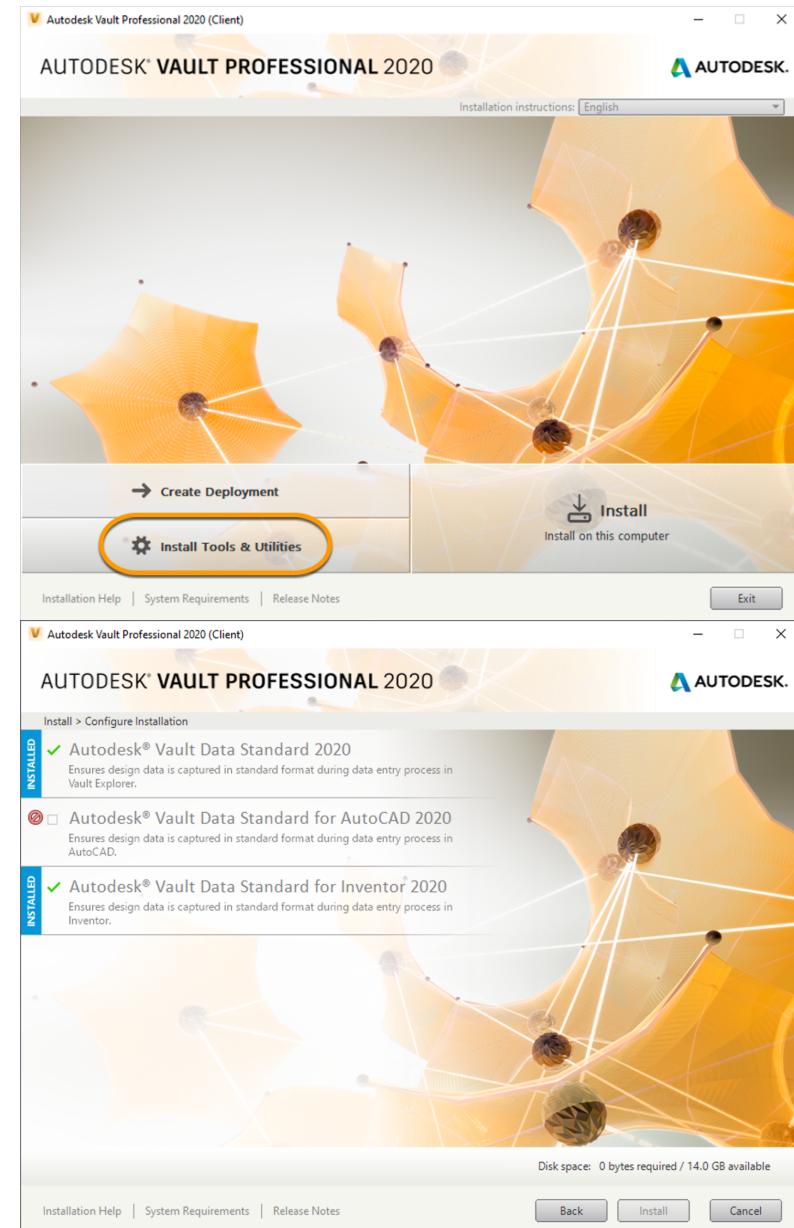 Autodesk Vault Professional 2020 (Client)
AUTODESK® VAULT PROFESSIONAL 2020
AUTODESK.
Installation instructions: English
Create Deployment
Install Tools & Utilities
Install
Install on this computer
Installation Help | System Requirements | Release Notes
Exit
Autodesk Vault Professional 2020 (Client)
AUTODESK® VAULT PROFESSIONAL 2020
AUTODESK.
Install > Configure Installation
INSTALLED
Autodesk® Vault Data Standard 2020
Ensures design data is captured in standard format during data entry process in
Vault Explorer.
Autodesk® Vault Data Standard for AutoCAD 2020
Ensures design data is captured in standard format during data entry process in
AutoCAD.
INSTALLED
Autodesk® Vault Data Standard for Inventor 2020
Ensures design data is captured in standard format during data entry process in
Inventor.
Disk space: 0 bytes required / 14.0 GB available
Installation Help | System Requirements | Release Notes
Back
Install
Cancel